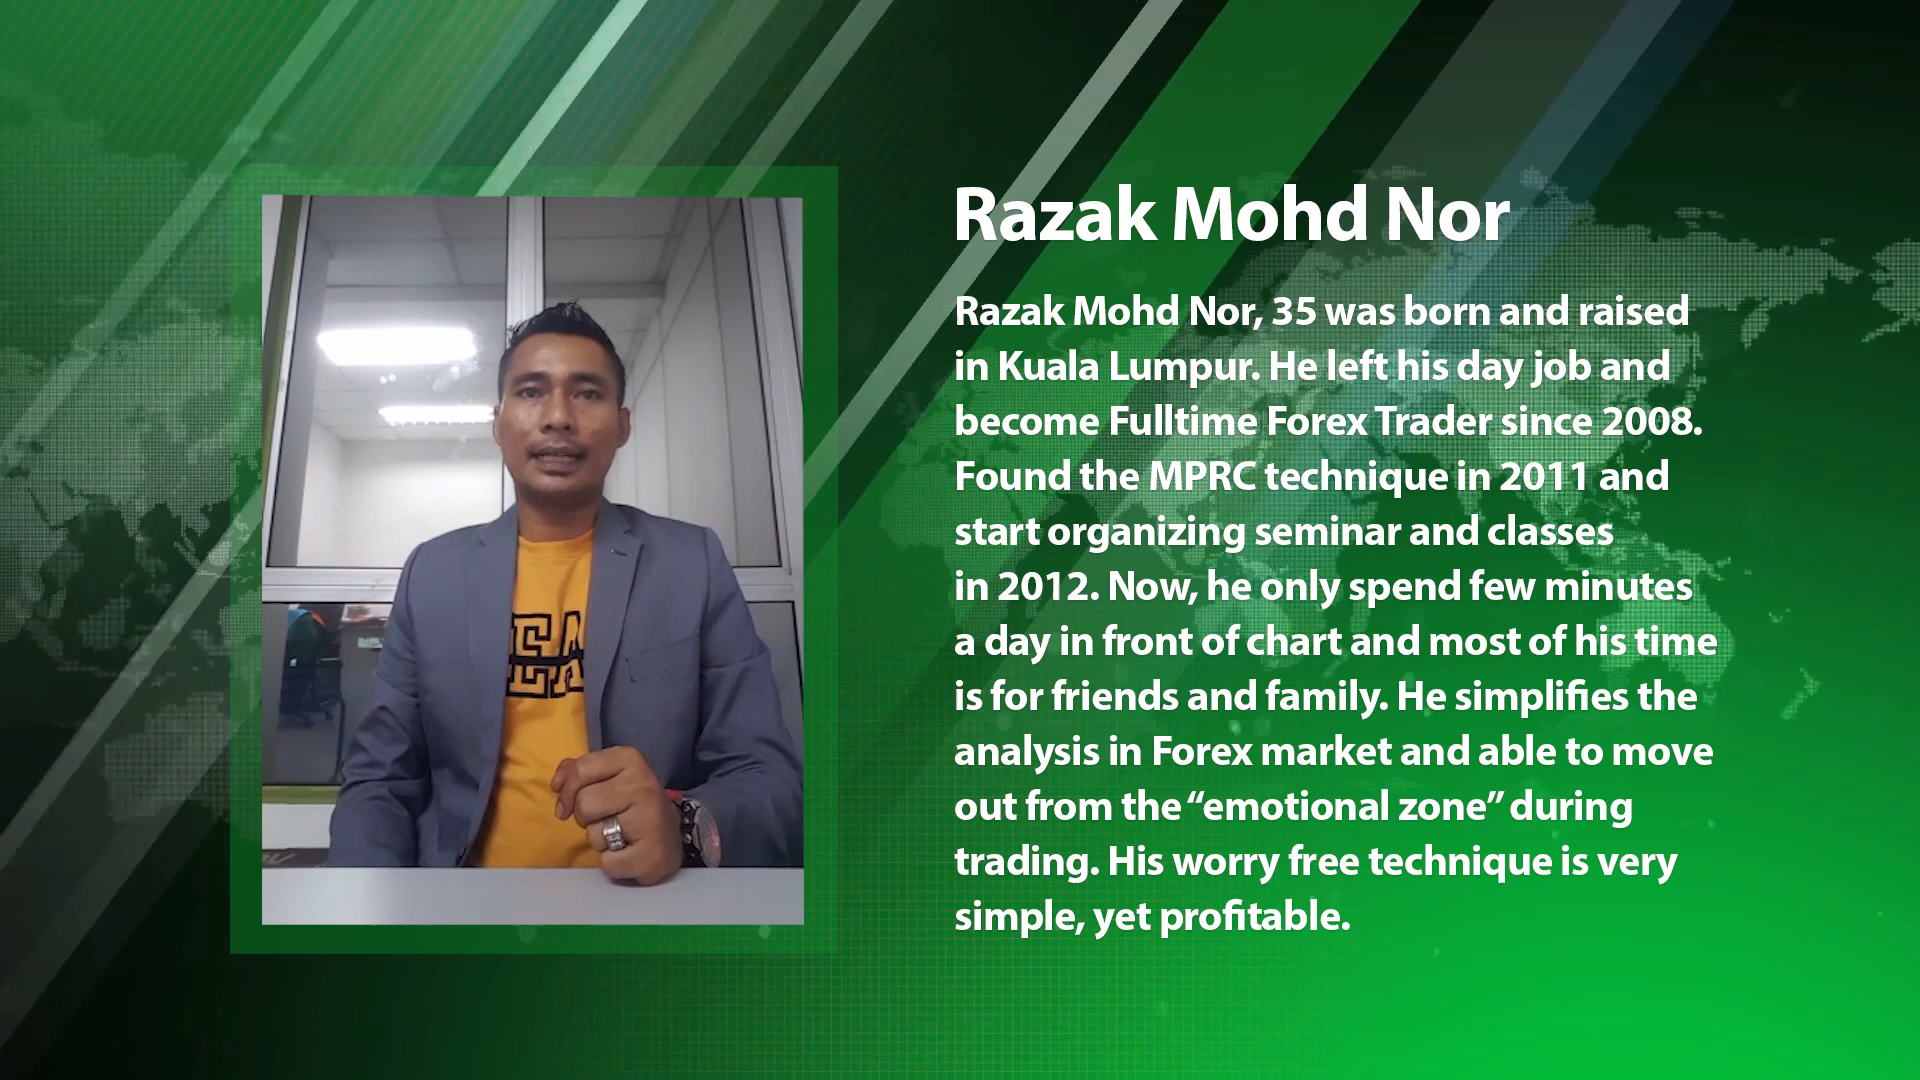 Razak Mohd Nor
Razak Mohd Nor, 35 was born and raised
in Kuala Lumpur. He left his day job and
become Fulltime Forex Trader since 2008.
Found the MPRC technique in 2011 and
start organizing seminar and classes
in 2012. Now, he only spend few minutes
a day in front of chart and most of his time
is for friends and family. He simplifies the
analysis in Forex market and able to move
out from the “emotional zone” during
trading. His worry free technique is very
simple, yet profitable.